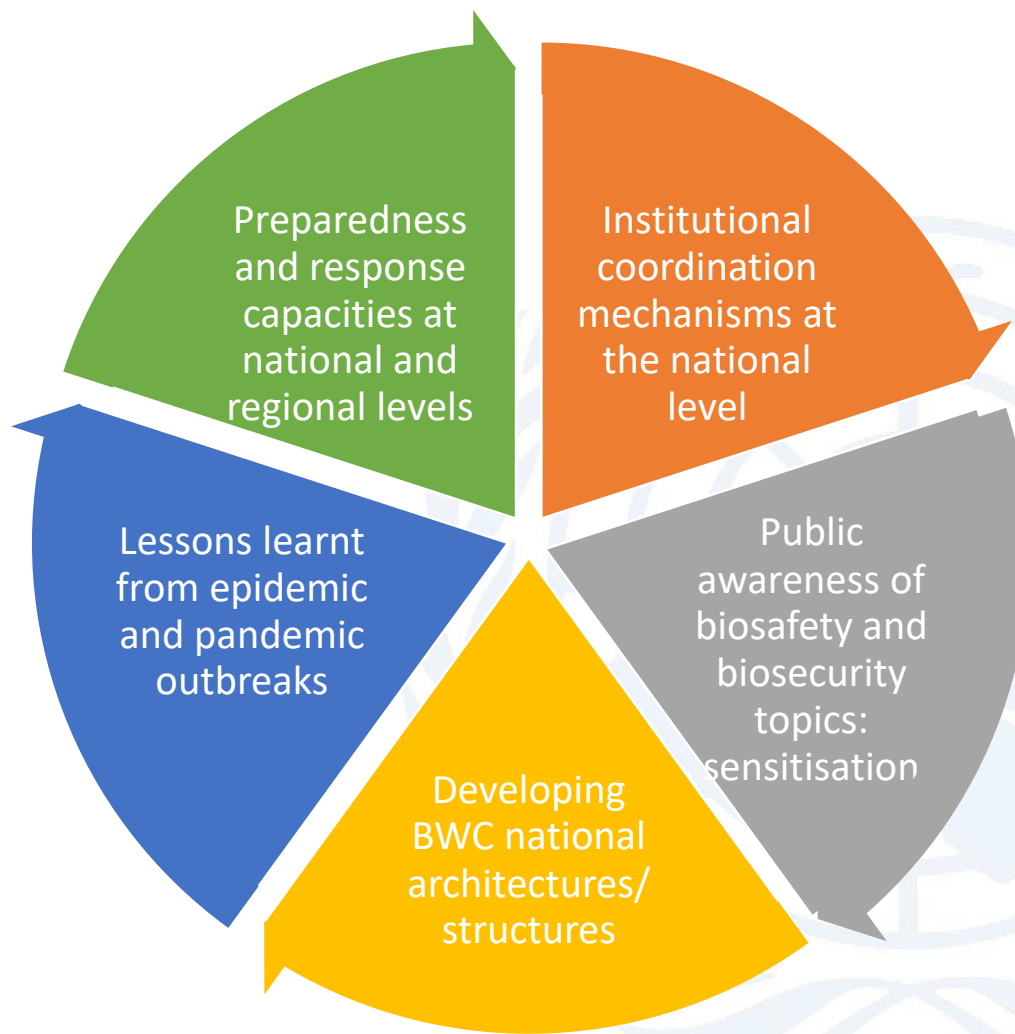 Preparedness
and response
capacities at
national and
regional levels
Institutional
coordination
mechanisms at
the national
level
Public
awareness of
biosafety and
biosecurity
topics:
sensitisation
Developing
BWC national
architectures/
structures
Lessons learnt
from epidemic
and pandemic
outbreaks